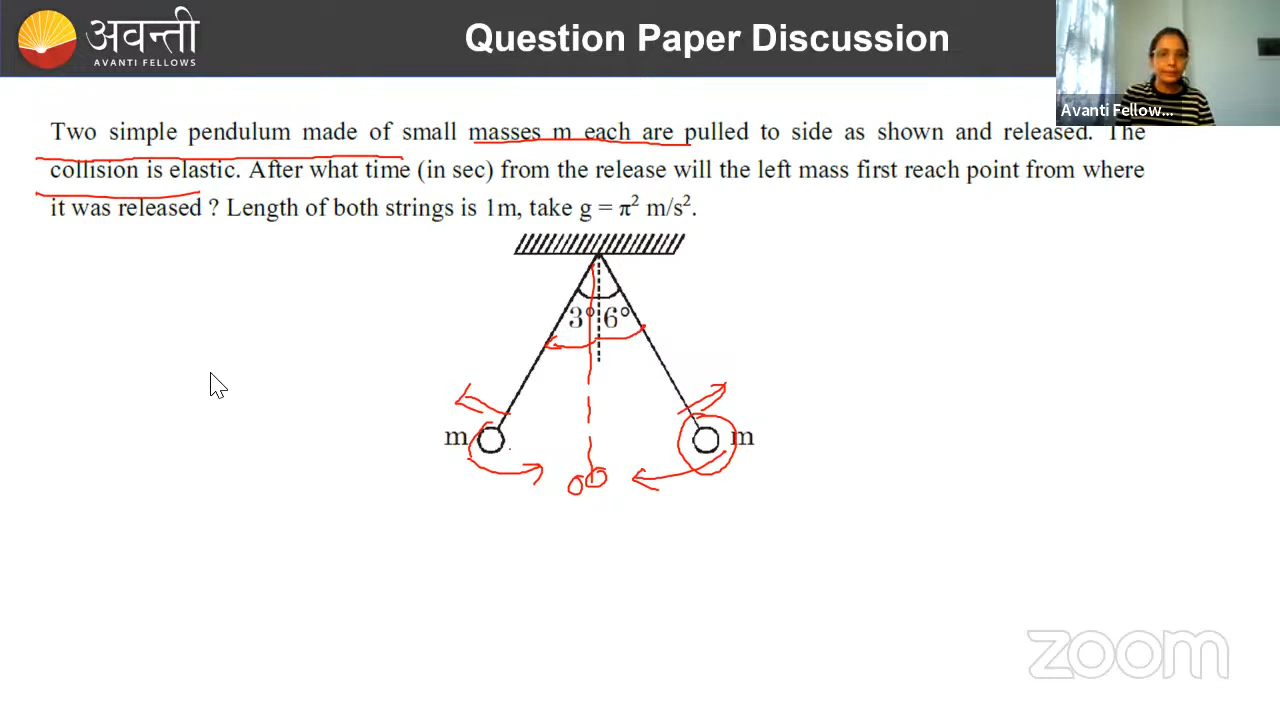 अवन्ती
AVANTI FELLOWS
Question Paper Discussion
Avanti Fellow...
Two simple pendulum made of small masses m each are pulled to side as shown and released. The
collision is elastic. After what time (in sec) from the release will the left mass first reach point from where
it was released ? Length of both strings is 1m, take g = π² m/s².
3° 6°
m m
zoom